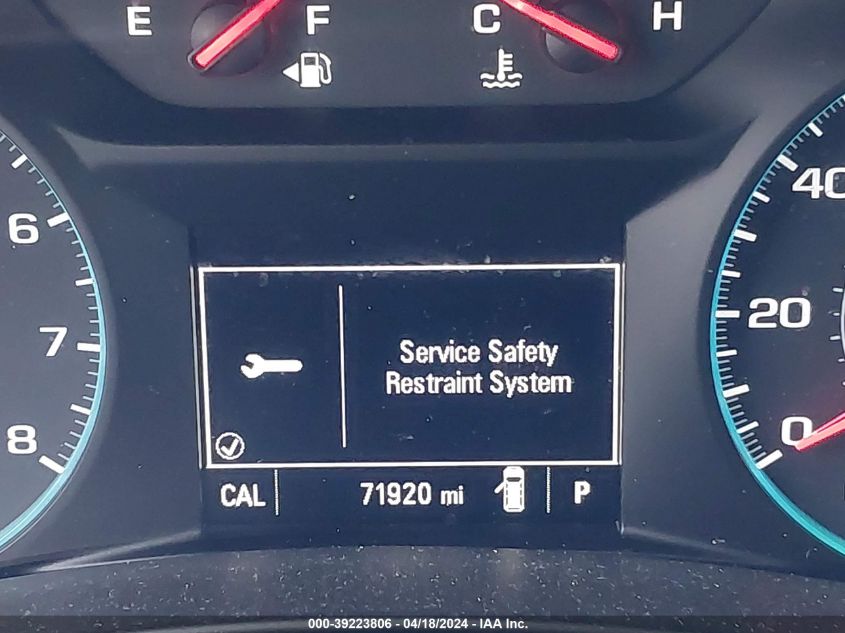 E F C H
6
7
8
40
20
0
Service Safety
Restraint System
CAL 71920 mi P
000-39223806 - 04/18/2024 - IAA Inc.